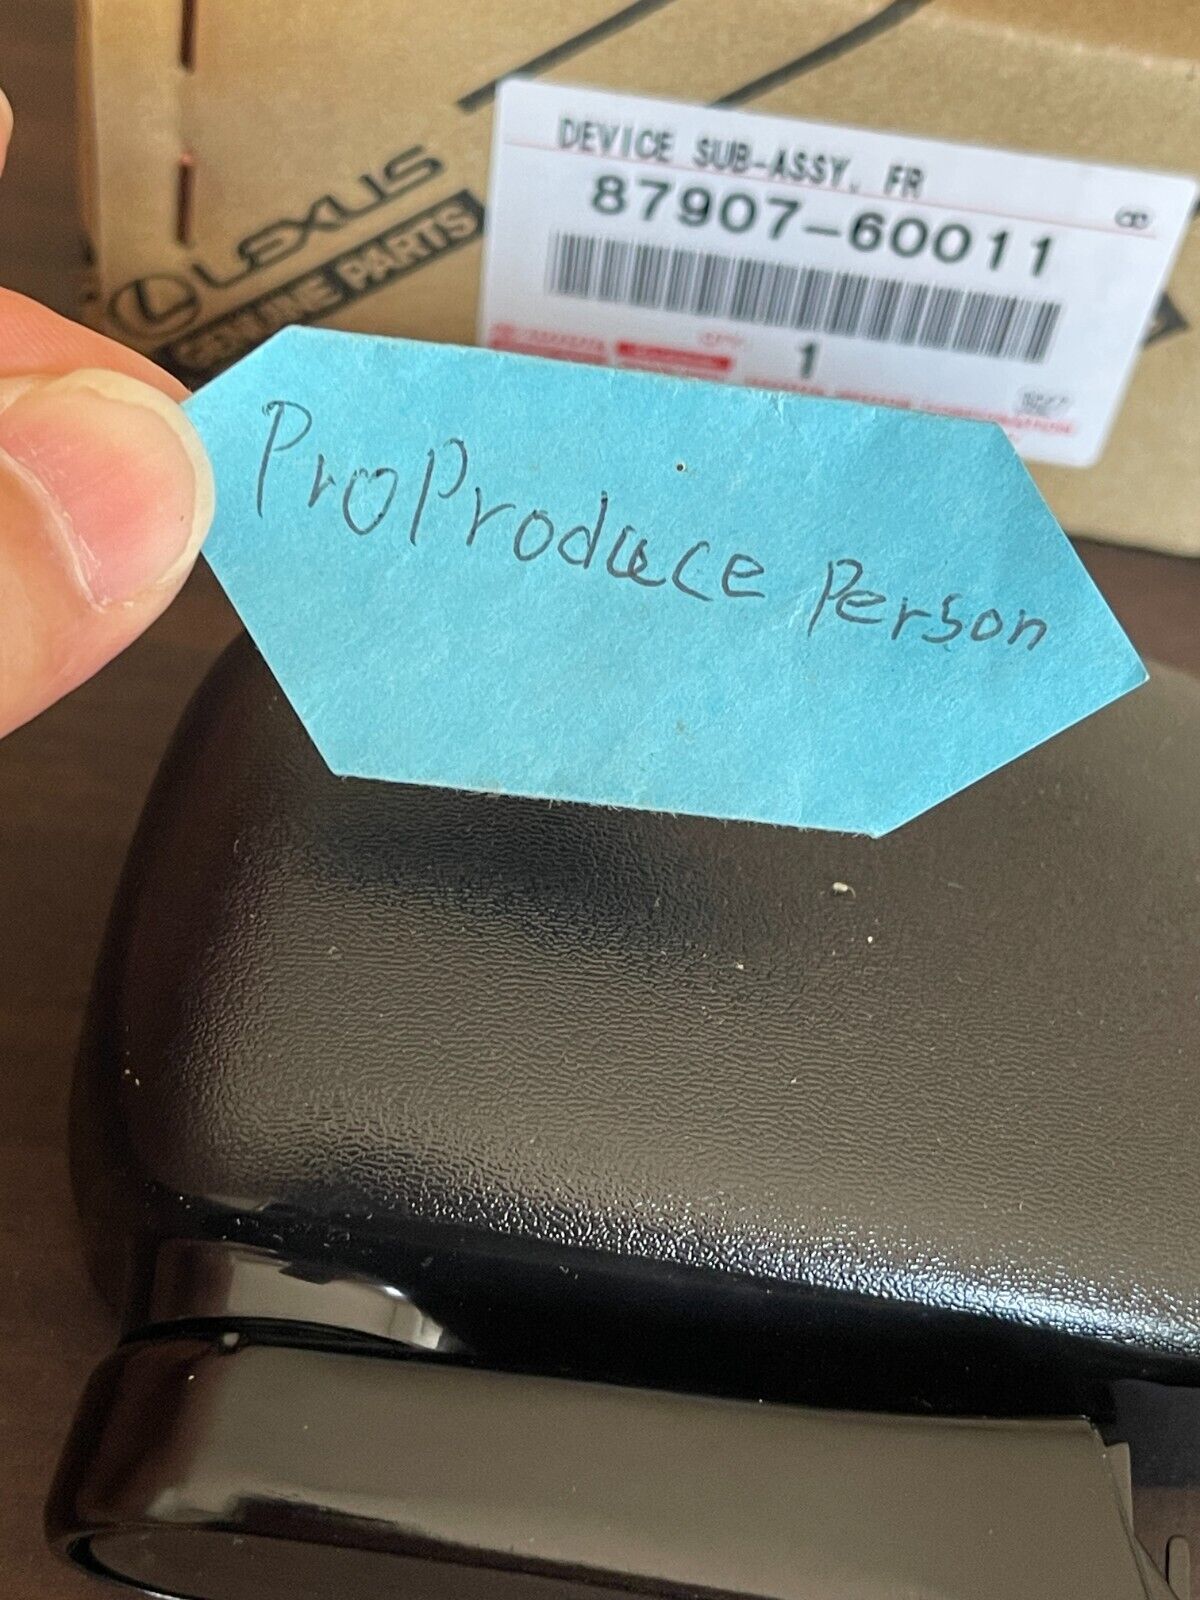 DEVICE SUB-ASSY, FR
87907-60011
1
LEXUS
GENUINE PARTS
ProProduce Person